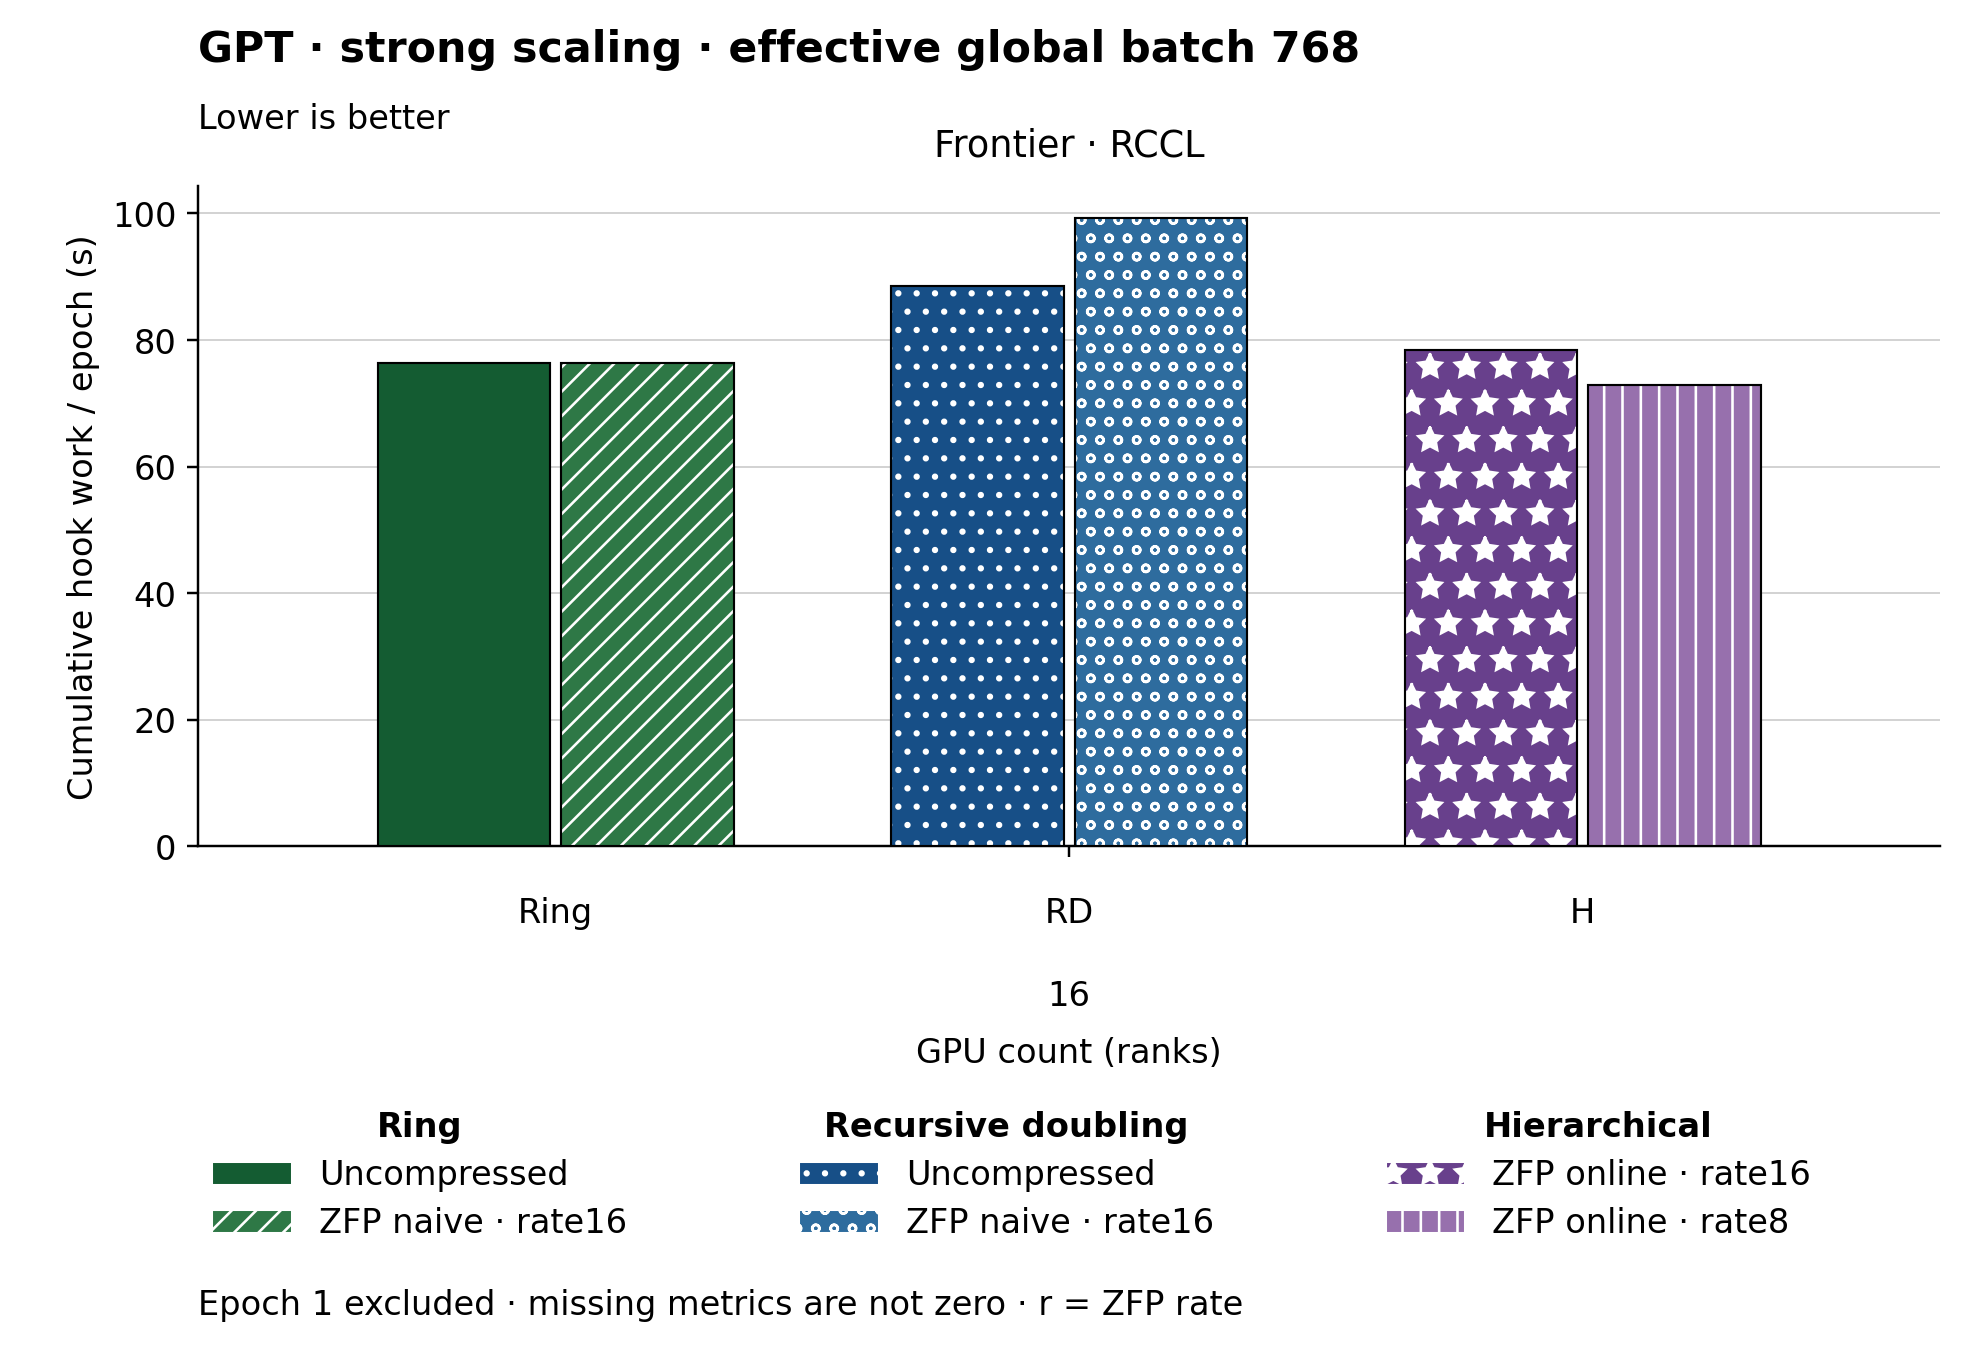 GPT · strong scaling · effective global batch 768
Lower is better
Frontier · RCCL
Cumulative hook work / epoch (s)
100
80
60
40
20
0
Ring RD H
16
GPU count (ranks)
Ring Recursive doubling Hierarchical
Uncompressed Uncompressed ZFP online · rate16
ZFP naive · rate16 ZFP naive · rate16 ZFP online · rate8
Epoch 1 excluded · missing metrics are not zero · r = ZFP rate